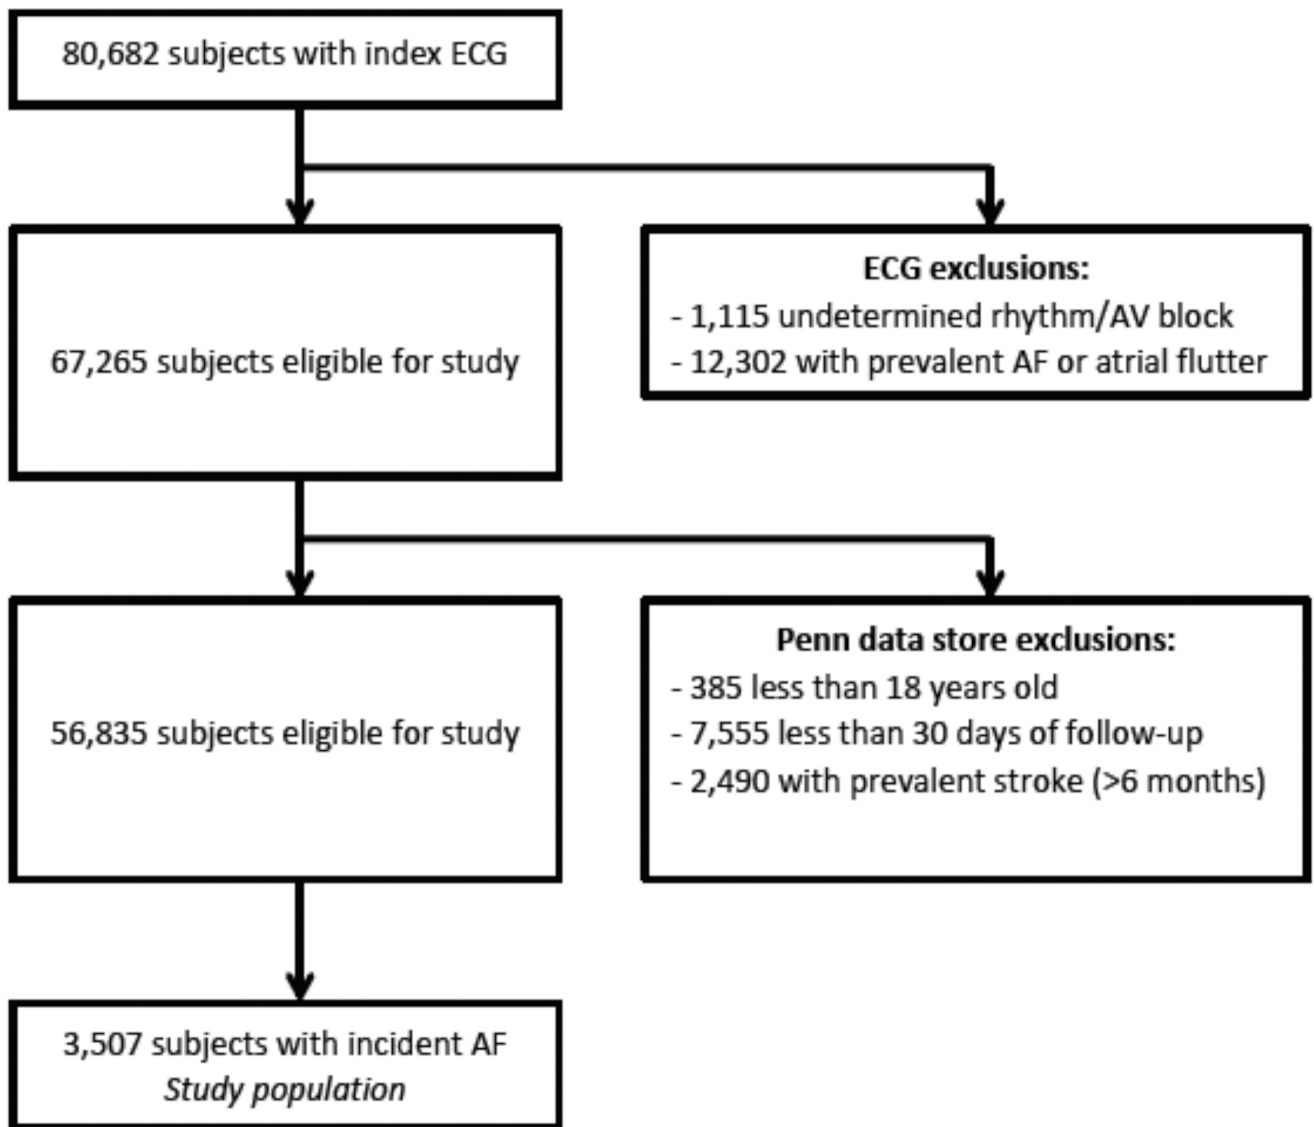 80,682 subjects with index ECG
ECG exclusions:
- 1,115 undetermined rhythm/AV block
- 12,302 with prevalent AF or atrial flutter
67,265 subjects eligible for study
Penn data store exclusions:
- 385 less than 18 years old
- 7,555 less than 30 days of follow-up
- 2,490 with prevalent stroke (>6 months)
56,835 subjects eligible for study
3,507 subjects with incident AF
Study population